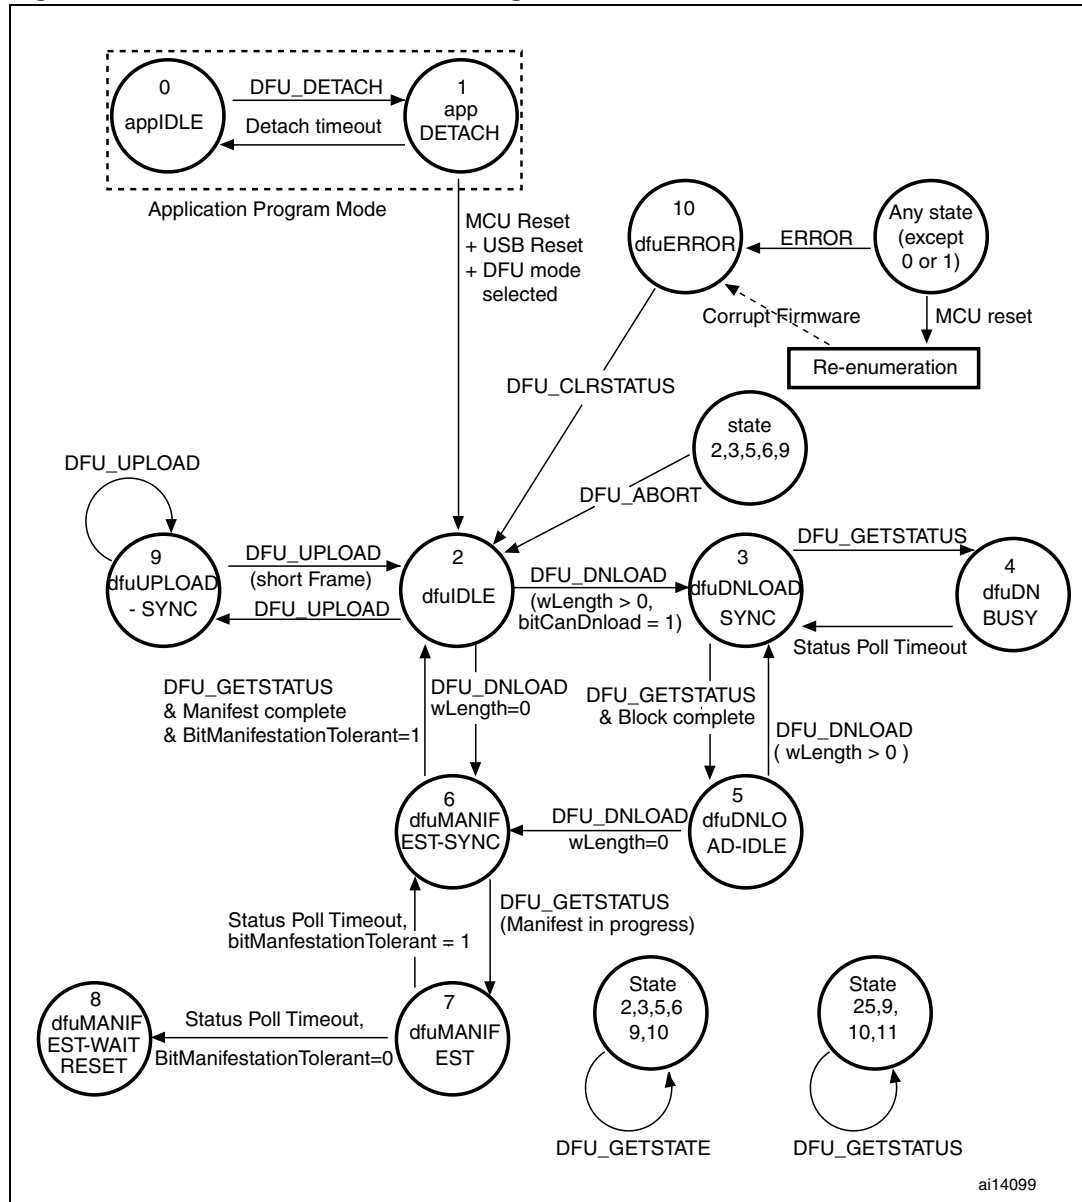 0
appIDLE
DFU_DETACH
Detach timeout
1
app
DETACH
Application Program Mode
MCU Reset
+ USB Reset
+ DFU mode
selected
10
dfuERROR
ERROR
Any state
(except
0 or 1)
Corrupt Firmware
MCU reset
Re-enumeration
DFU_CLRSTATUS
state
2,3,5,6,9
DFU_ABORT
DFU_UPLOAD
9
dfuUPLOAD
- SYNC
DFU_UPLOAD
(short Frame)
DFU_UPLOAD
2
dfuIDLE
DFU_DNLOAD
(wLength > 0,
bitCanDnload = 1)
3
dfuDNLOAD
SYNC
DFU_GETSTATUS
4
dfuDN
BUSY
Status Poll Timeout
DFU_GETSTATUS
& Manifest complete
& BitManifestationTolerant=1
DFU_DNLOAD
wLength=0
DFU_GETSTATUS
& Block complete
DFU_DNLOAD
( wLength > 0 )
6
dfuMANIF
EST-SYNC
DFU_DNLOAD
wLength=0
5
dfuDNLO
AD-IDLE
Status Poll Timeout,
bitManfestationTolerant = 1
DFU_GETSTATUS
(Manifest in progress)
8
dfuMANIF
EST-WAIT
RESET
Status Poll Timeout,
BitManifestationTolerant=0
7
dfuMANIF
EST
State
2,3,5,6
9,10
DFU_GETSTATE
State
25,9,
10,11
DFU_GETSTATUS
ai14099